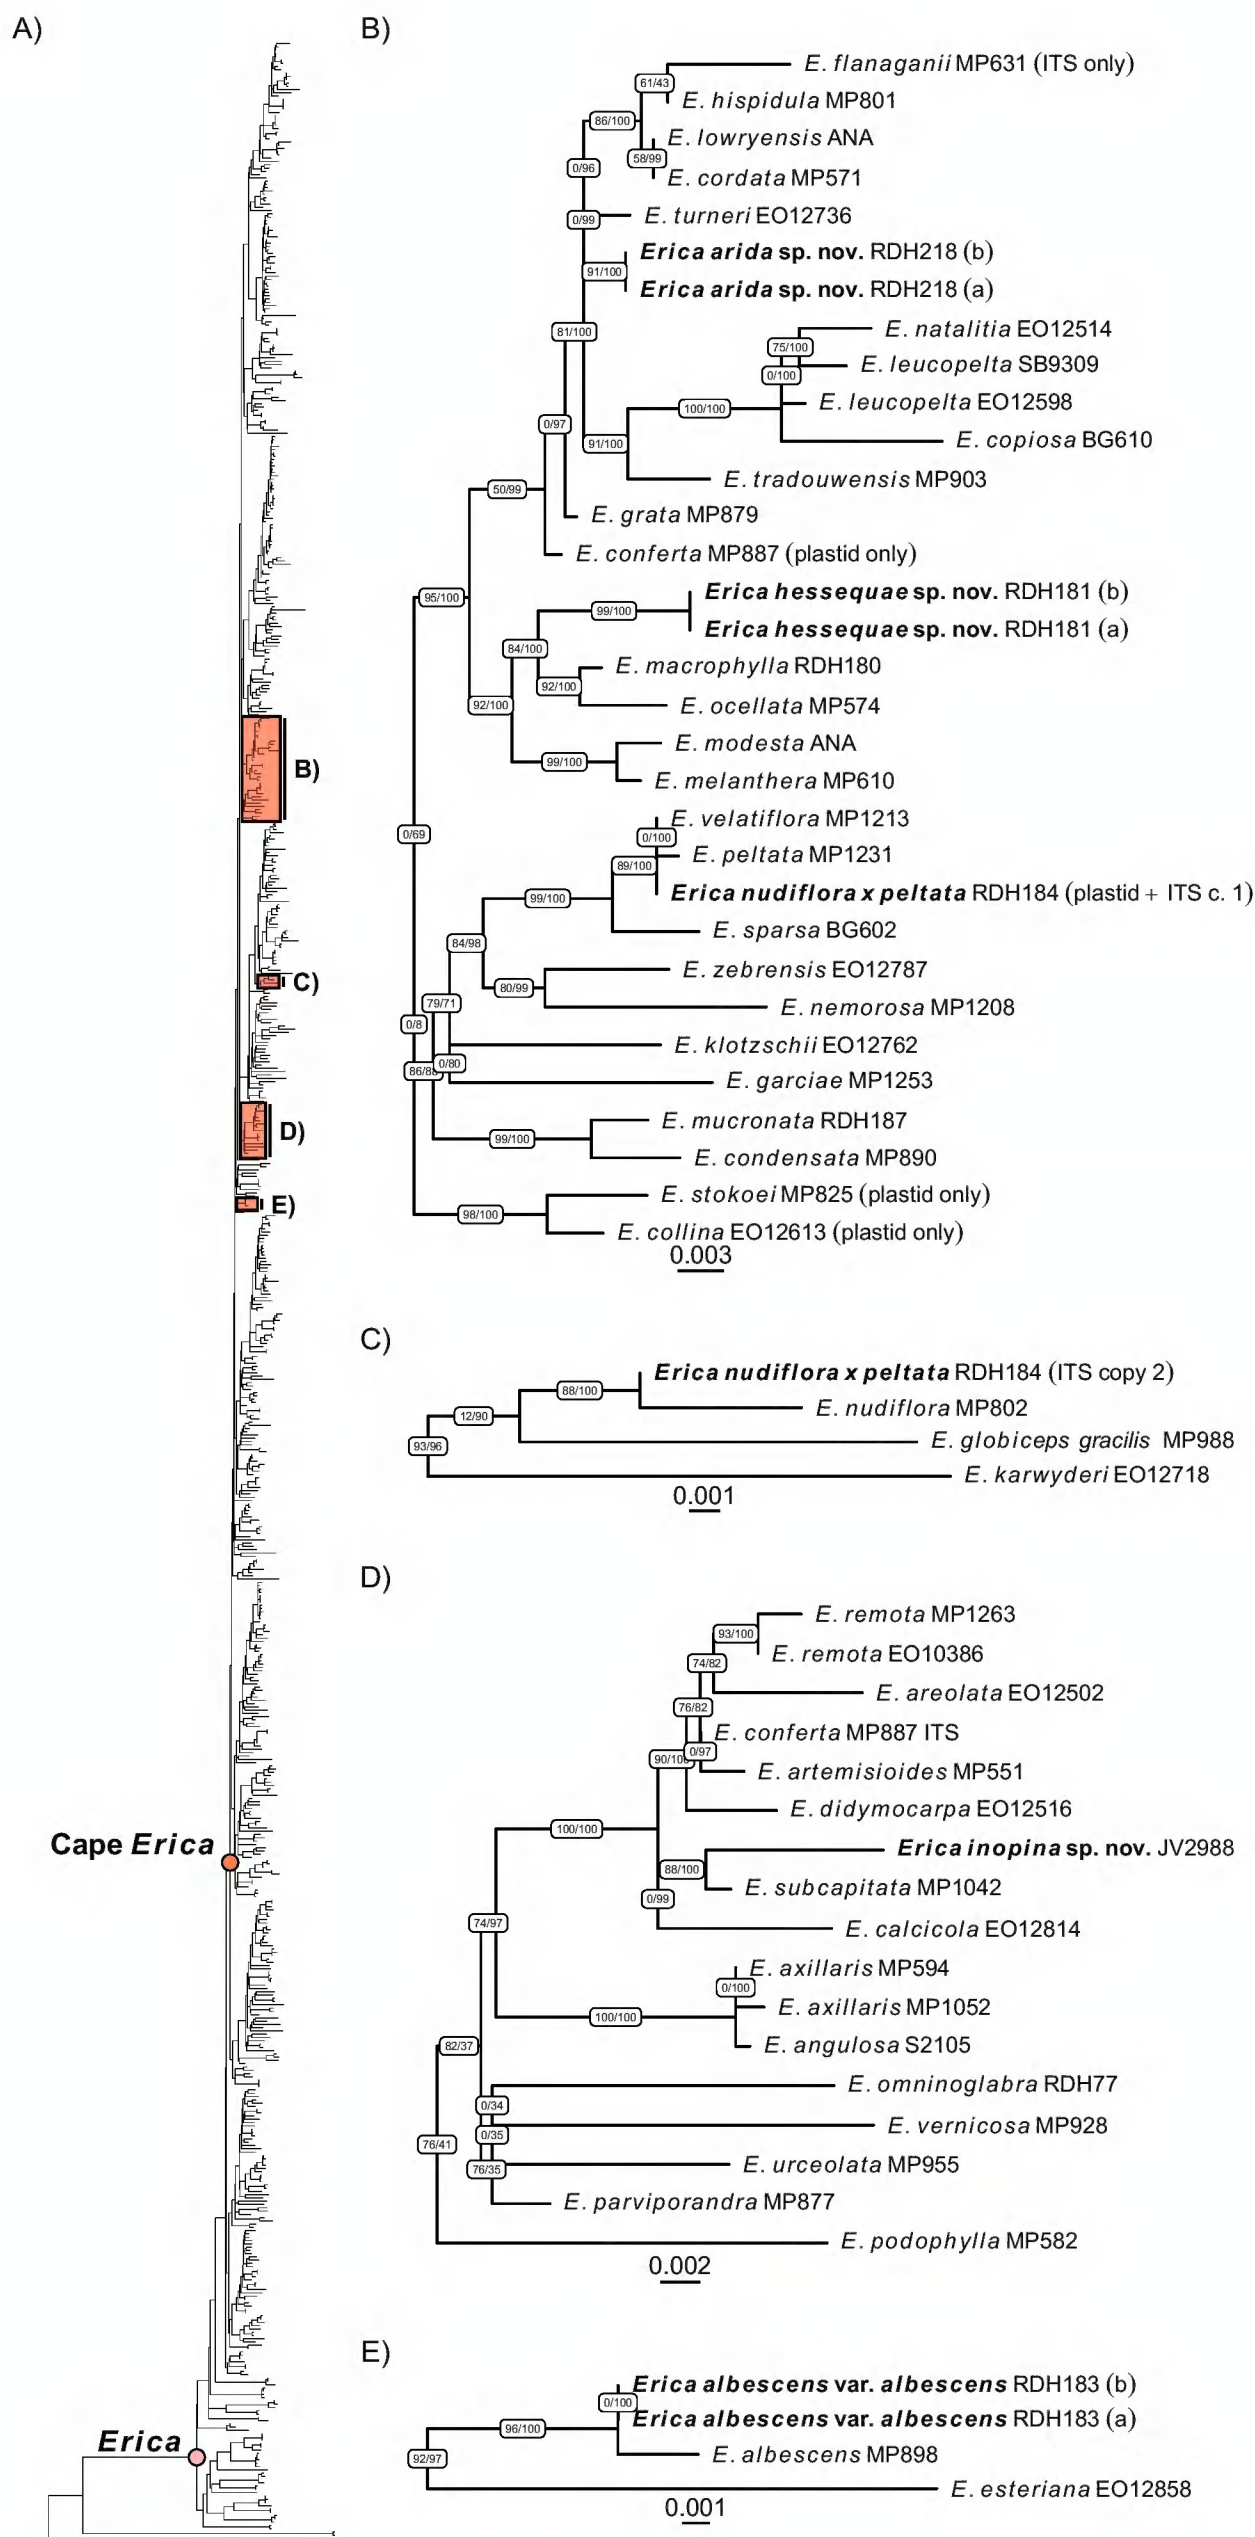 A)
B)
C)
D)
E)
Cape Erica
Erica
B)
E. flanaganii MP631 (ITS only)
61/43
E. hispidula MP801
86/100
E. lowryensis ANA
58/99
0/96
E. cordata MP571
0/99
E. turneri EO12736
Erica arida sp. nov. RDH218 (b)
91/100
Erica arida sp. nov. RDH218 (a)
81/100
E. natalitia EO12514
75/100
E. leucopelta SB9309
0/100
E. leucopelta EO12598
100/100
0/97
91/100
E. copiosa BG610
E. tradouwensis MP903
50/99
E. grata MP879
E. conferta MP887 (plastid only)
95/100
Erica hessequae sp. nov. RDH181 (b)
99/100
Erica hessequae sp. nov. RDH181 (a)
84/100
E. macrophylla RDH180
92/100
92/100
E. ocellata MP574
E. modesta ANA
99/100
E. melanthera MP610
E. velatiflora MP1213
0/69
0/100
E. peltata MP1231
89/100
Erica nudiflora x peltata RDH184 (plastid + ITS c. 1)
99/100
E. sparsa BG602
84/98
E. zebrensis EO12787
80/99
79/71
E. nemorosa MP1208
0/8
E. klotzschii EO12762
0/80
86/88
E. garciae MP1253
E. mucronata RDH187
99/100
E. condensata MP890
E. stokoei MP825 (plastid only)
98/100
E. collina EO12613 (plastid only)
0.003
C)
Erica nudiflora x peltata RDH184 (ITS copy 2)
88/100
E. nudiflora MP802
12/90
93/96
E. globiceps gracilis MP988
E. karwyderi EO12718
0.001
D)
E. remota MP1263
93/100
E. remota EO10386
74/82
E. areolata EO12502
76/82
E. conferta MP887 ITS
0/97
90/100
E. artemisioides MP551
E. didymocarpa EO12516
100/100
Erica inopina sp. nov. JV2988
88/100
E. subcapitata MP1042
0/99
74/97
E. calcicola EO12814
E. axillaris MP594
0/100
E. axillaris MP1052
100/100
82/37
E. angulosa S2105
E. omninoglabra RDH77
0/34
E. vernicosa MP928
0/35
76/41
E. urceolata MP955
76/35
E. parviporandra MP877
E. podophylla MP582
0.002
E)
Erica albescens var. albescens RDH183 (b)
0/100
Erica albescens var. albescens RDH183 (a)
96/100
E. albescens MP898
92/97
E. esteriana EO12858
0.001